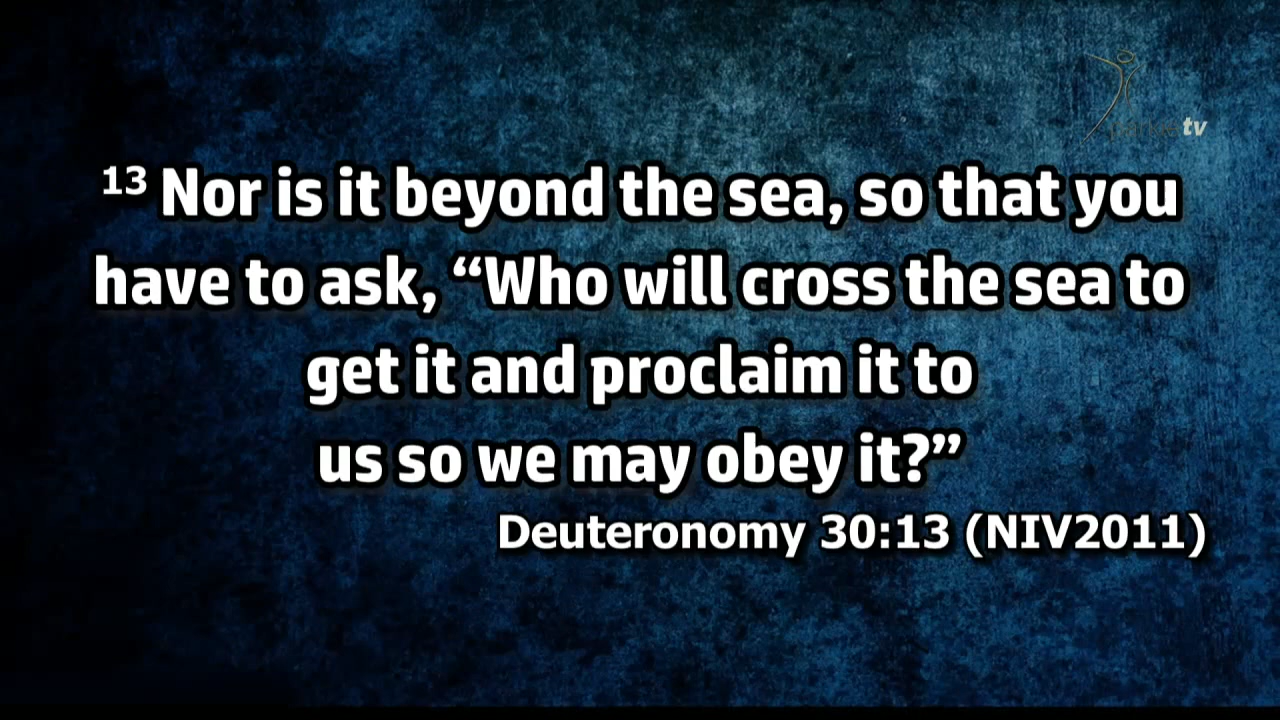 tv
13 Nor is it beyond the sea, so that you
have to ask, “Who will cross the sea to
get it and proclaim it to
us so we may obey it?”
Deuteronomy 30:13 (NIV2011)